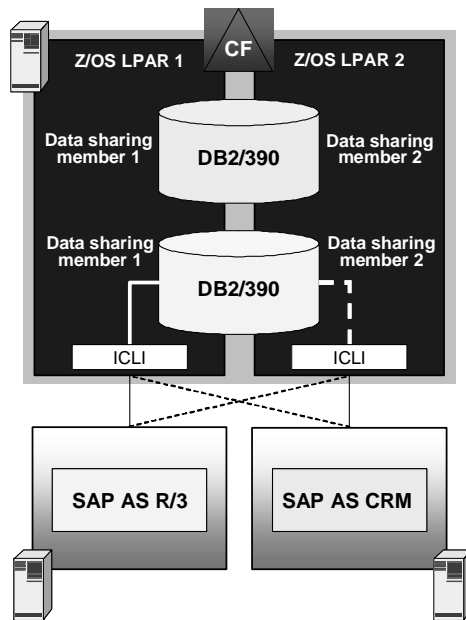 CF
Z/OS LPAR 1
Z/OS LPAR 2
Data sharing
member 1
DB2/390
Data sharing
member 2
Data sharing
member 1
DB2/390
Data sharing
member 2
ICLI
ICLI
SAP AS R/3
SAP AS CRM